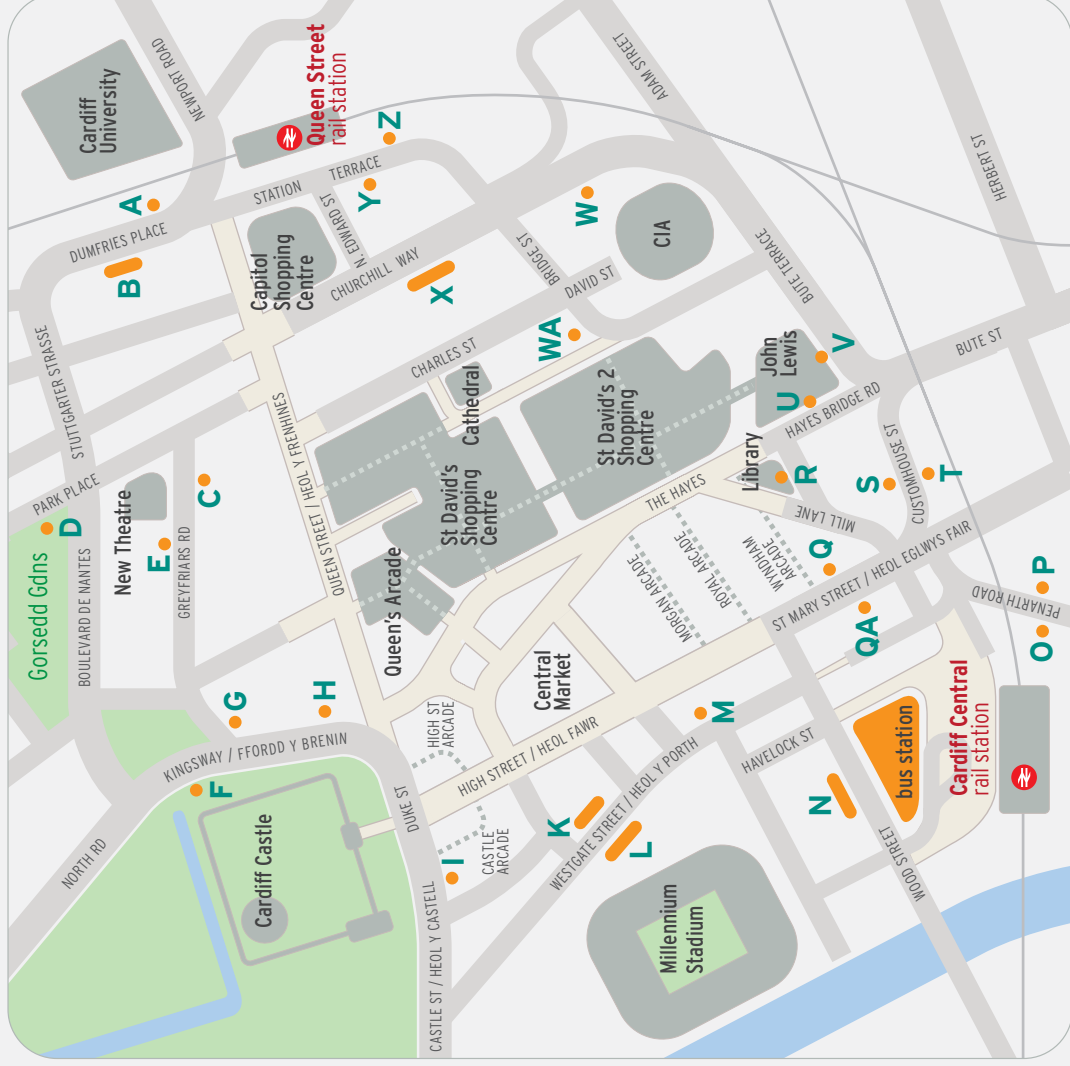 Cardiff
University
NEWPORT ROAD
Queen Street
rail station
A
Z
STATION
TERRACE
DUMFRIES PLACE
B
Y
N. EDWARD ST
Capitol
Shopping
Centre
CHURCHILL WAY
X
ADAM STREET
HERBERT ST
W
CIA
BRIDGE ST
DAVID ST
BUTE TERRACE
BUTE ST
STUTTGARTER STRASSE
CHARLES ST
WA
Cathedral
John
Lewis
V
U
HAYES BRIDGE RD
QUEEN STREET / HEOL Y FRENHINES
St David's 2
Shopping
Centre
St David's
Shopping
Centre
Library
R
THE HAYES
S
T
CUSTOMHOUSE ST
MILL LANE
PARK PLACE
D
New Theatre
C
E
Gorsedd Gdns
BOULEVARD DE NANTES
GREYFRIARS RD
Queen's Arcade
MORGAN ARCADE
ROYAL ARCADE
WYNDHAM
ARCADE
Q
ST MARY STREET / HEOL EGLWYS FAIR
QA
P
O
PENARTH ROAD
Central
Market
G
H
HIGH ST
ARCADE
M
KINGSWAY / FFORDD Y BRENIN
HIGH STREET / HEOL FAWR
HAVELOCK ST
bus station
Cardiff Central
rail station
F
DUKE ST
I
CASTLE
ARCADE
K
L
WESTGATE STREET / HEOL Y PORTH
N
WOOD STREET
NORTH RD
Cardiff Castle
CASTLE ST / HEOL Y CASTELL
Millennium
Stadium